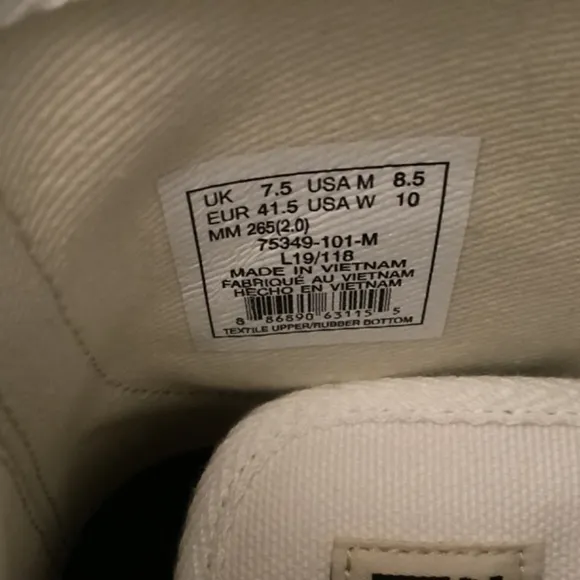 UK 7.5 USA M 8.5
EUR 41.5 USA W 10
MM 265(2.0)
75349-101-M
L19/118
MADE IN VIETNAM
FABRIQUÉ AU VIETNAM
HECHO EN VIETNAM
8 86890 63115 5
TEXTILE UPPER/RUBBER BOTTOM